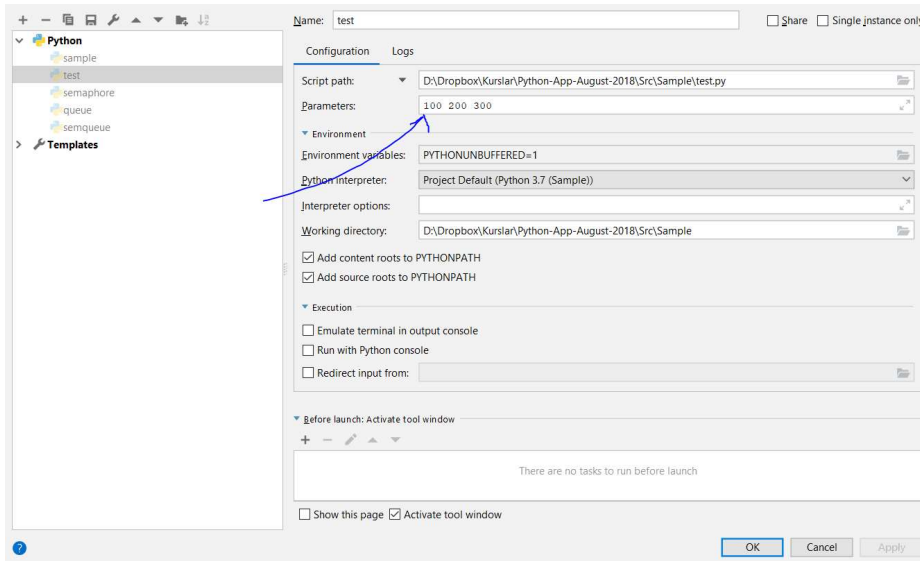 Name: test
Share
Single instance only
Python
sample
test
semaphore
queue
semqueue
Templates
Configuration Logs
Script path: D:\Dropbox\Kurslar\Python-App-August-2018\Src\Sample\test.py
Parameters: 100 200 300
Environment
Environment variables: PYTHONUNBUFFERED=1
Python interpreter: Project Default (Python 3.7 (Sample))
Interpreter options:
Working directory: D:\Dropbox\Kurslar\Python-App-August-2018\Src\Sample
Add content roots to PYTHONPATH
Add source roots to PYTHONPATH
Execution
Emulate terminal in output console
Run with Python console
Redirect input from:
Before launch: Activate tool window
There are no tasks to run before launch
Show this page Activate tool window
OK Cancel Apply